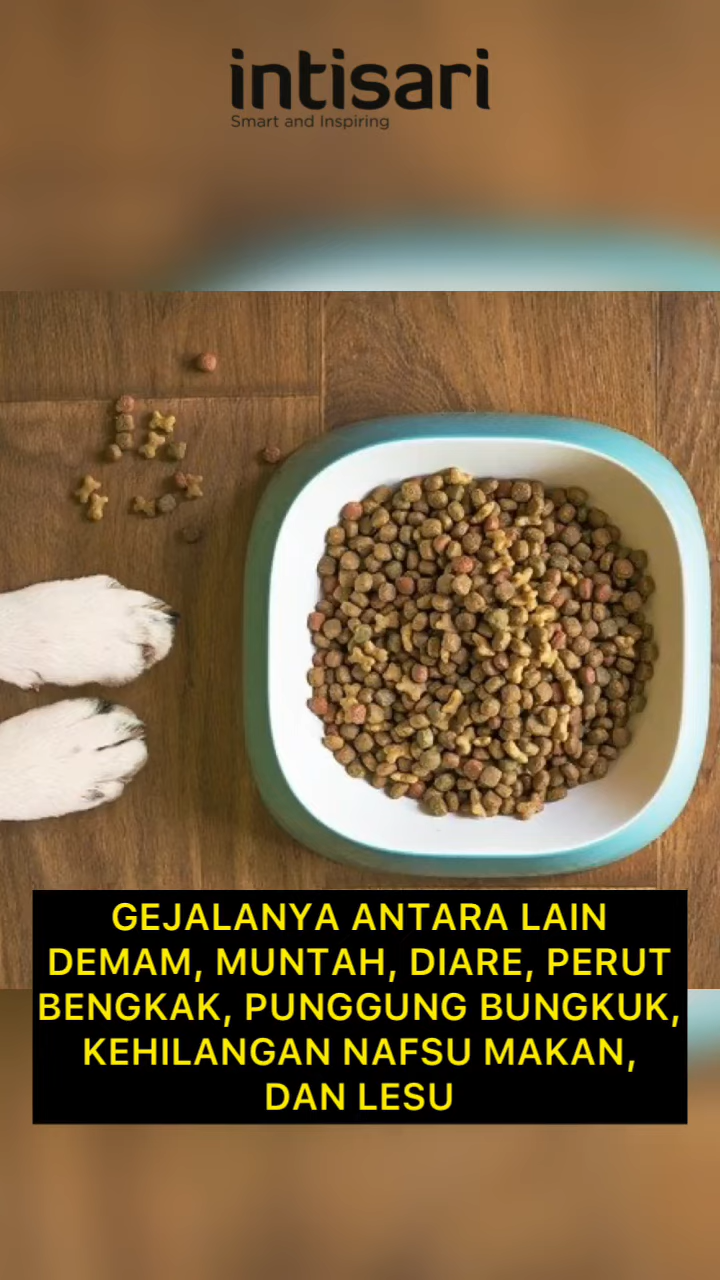 intisari
Smart and Inspiring
GEJALANYA ANTARA LAIN
DEMAM, MUNTAH, DIARE, PERUT
BENGKAK, PUNGGUNG BUNGKUK,
KEHILANGAN NAFSU MAKAN,
DAN LESU